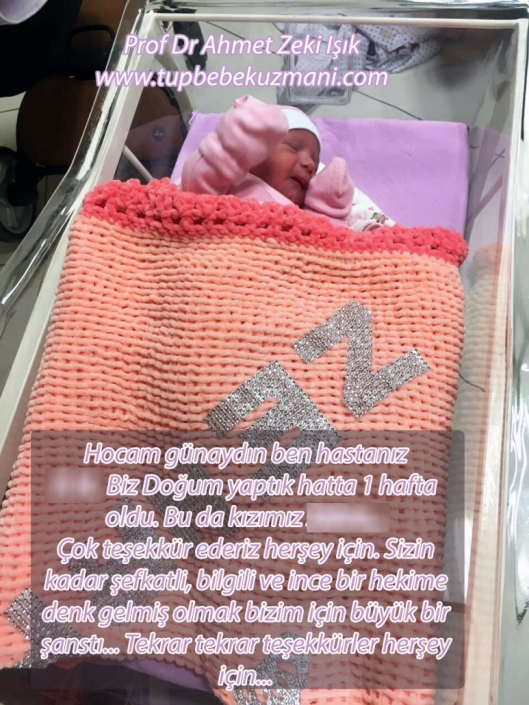 Prof Dr Ahmet Zeki Işık
www.tupbebekuzmani.com
Hocam günaydın ben hastanız
Biz Doğum yaptık hatta 1 hafta
oldu. Bu da kızımız
Çok teşekkür ederiz herşey için. Sizin
kadar şefkatli, bilgili ve ince bir hekime
denk gelmiş olmak bizim için büyük bir
şanstı... Tekrar tekrar teşekkürler herşey
için...